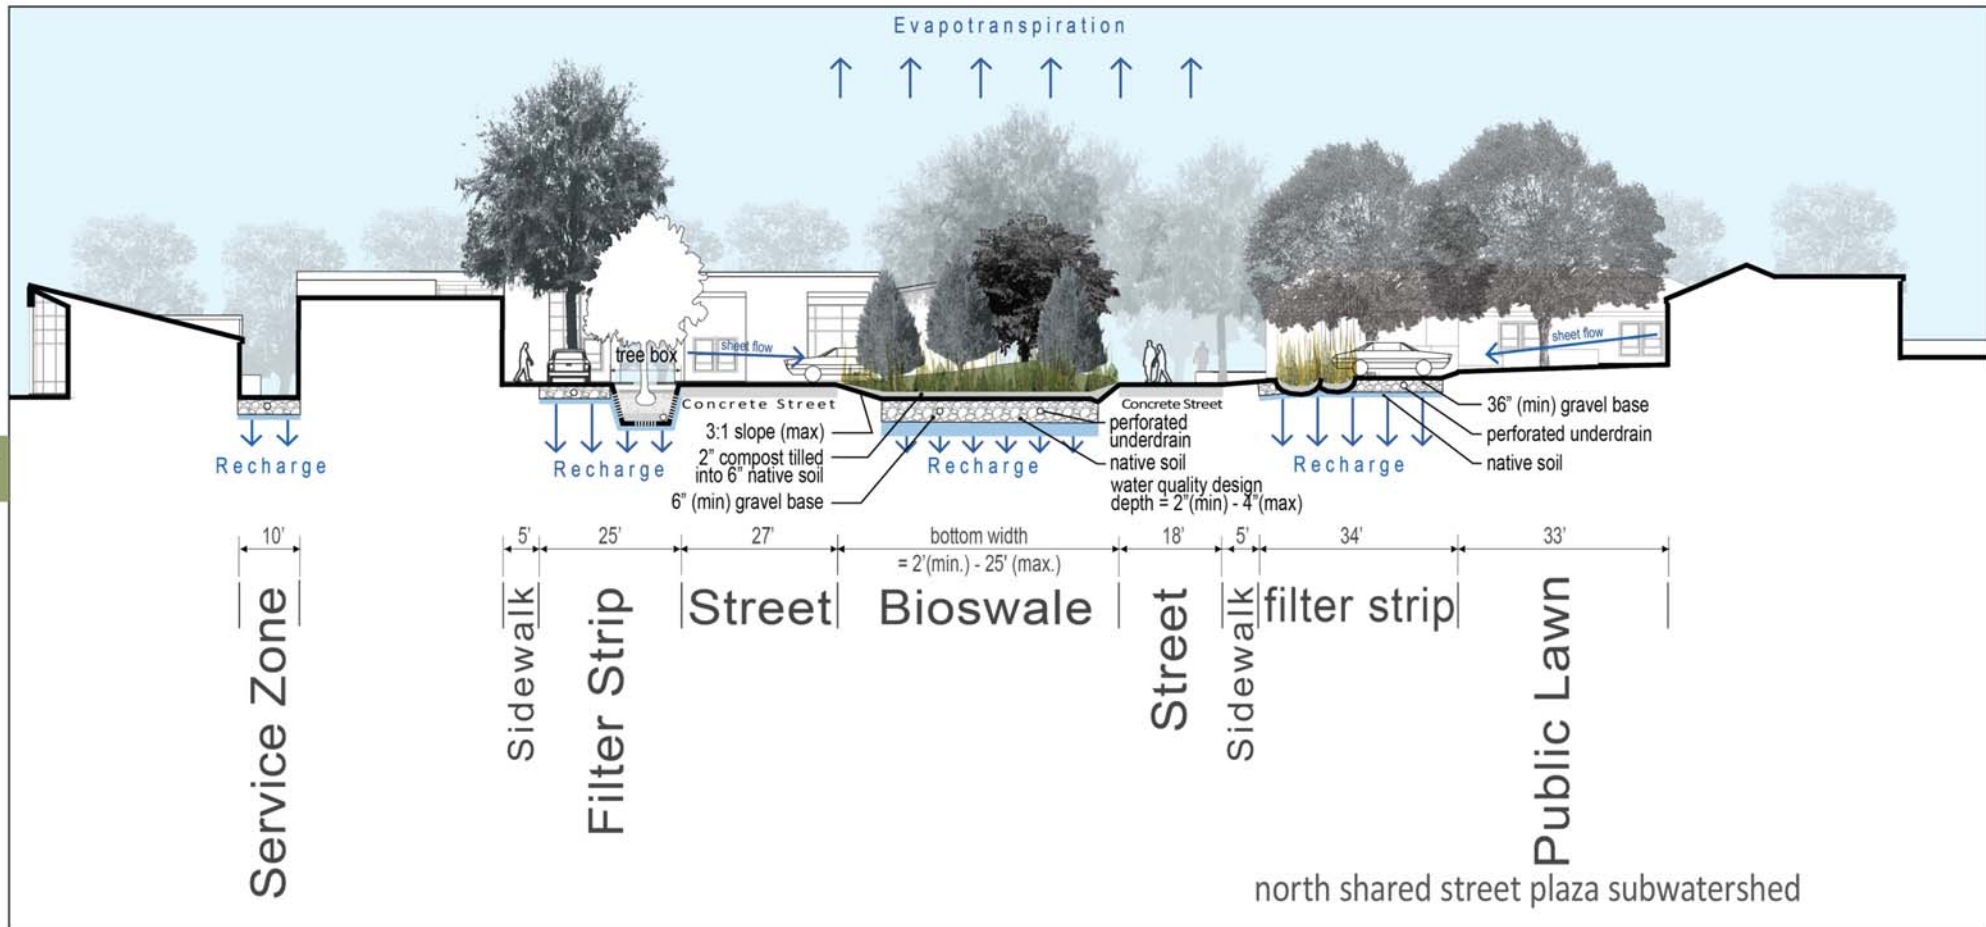 Evapotranspiration
tree box
sheet flow
sheet flow
Concrete Street
Concrete Street
3:1 slope (max)
2" compost tilled
into 6" native soil
6" (min) gravel base
perforated
underdrain
native soil
water quality design
depth = 2"(min) - 4"(max)
36" (min) gravel base
perforated underdrain
native soil
Recharge
Recharge
Recharge
Recharge
10'
5'
25'
27'
bottom width
= 2'(min.) - 25' (max.)
18'
5'
34'
33'
Service Zone
Sidewalk
Filter Strip
Street
Bioswale
Street
Sidewalk
filter strip
Public Lawn
north shared street plaza subwatershed